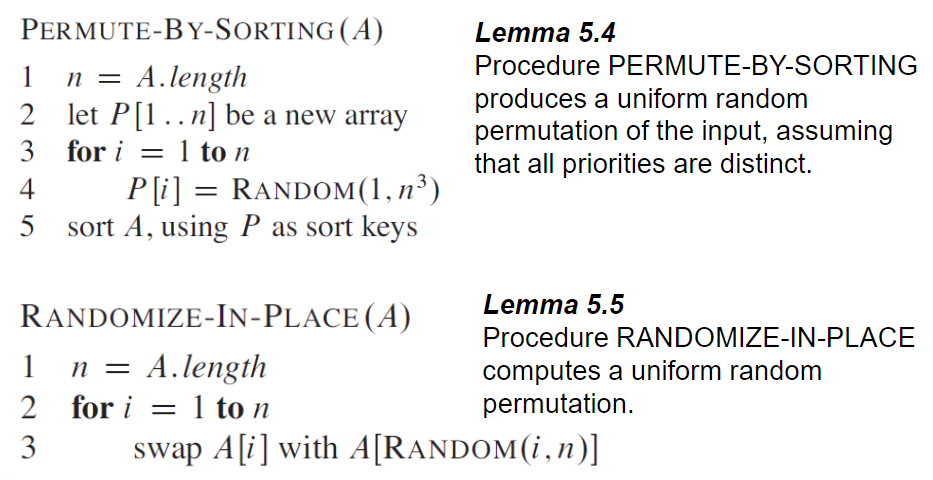 PERMUTE-BY-SORTING(A)
1 n = A.length
2 let P[1..n] be a new array
3 for i = 1 to n
4 P[i] = RANDOM(1, n³)
5 sort A, using P as sort keys
Lemma 5.4
Procedure PERMUTE-BY-SORTING
produces a uniform random
permutation of the input, assuming
that all priorities are distinct.
RANDOMIZE-IN-PLACE(A)
1 n = A.length
2 for i = 1 to n
3 swap A[i] with A[RANDOM(i, n)]
Lemma 5.5
Procedure RANDOMIZE-IN-PLACE
computes a uniform random
permutation.